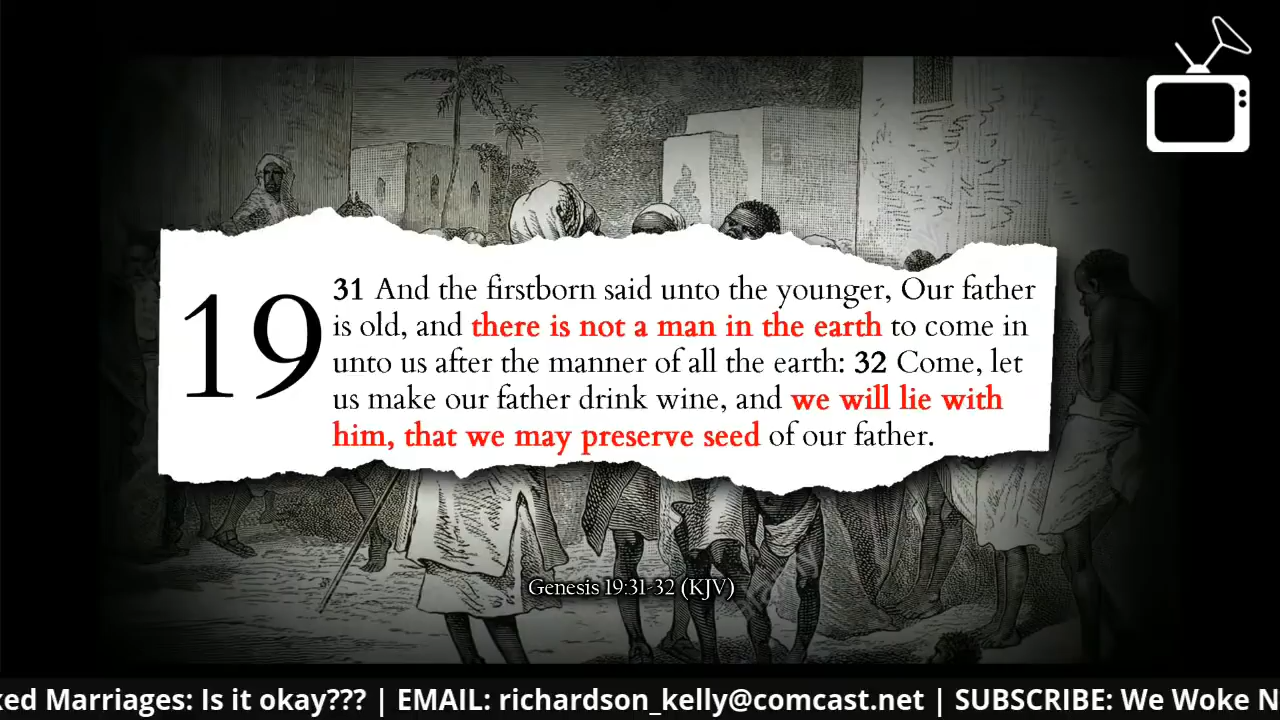 19
31 And the firstborn said unto the younger, Our father
is old, and there is not a man in the earth to come in
unto us after the manner of all the earth: 32 Come, let
us make our father drink wine, and we will lie with
him, that we may preserve seed of our father.
Genesis 19:31-32 (KJV)
Marriages: Is it okay??? | EMAIL: richardson_kelly@comcast.net | SUBSCRIBE: We Woke